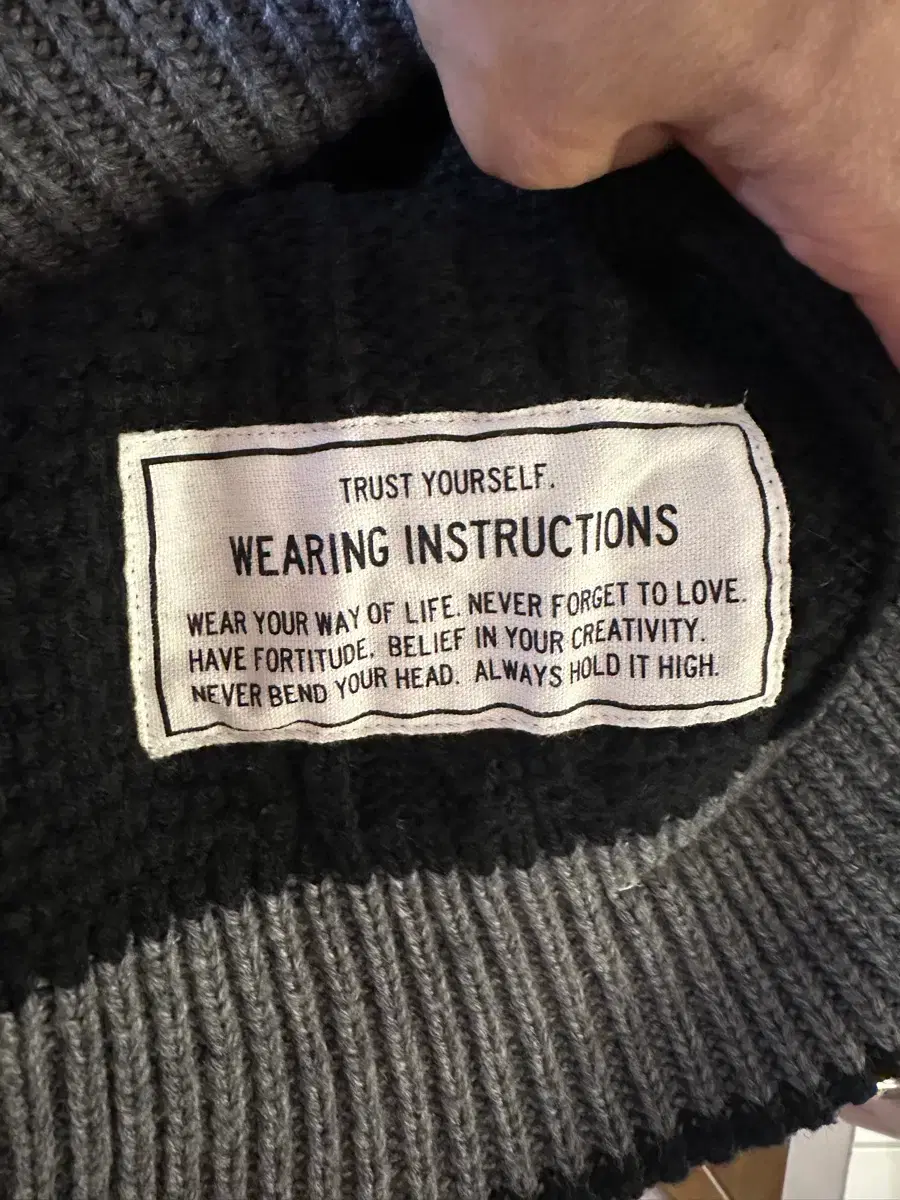 TRUST YOURSELF.
WEARING INSTRUCTIONS
WEAR YOUR WAY OF LIFE. NEVER FORGET TO LOVE.
HAVE FORTITUDE. BELIEF IN YOUR CREATIVITY.
NEVER BEND YOUR HEAD. ALWAYS HOLD IT HIGH.